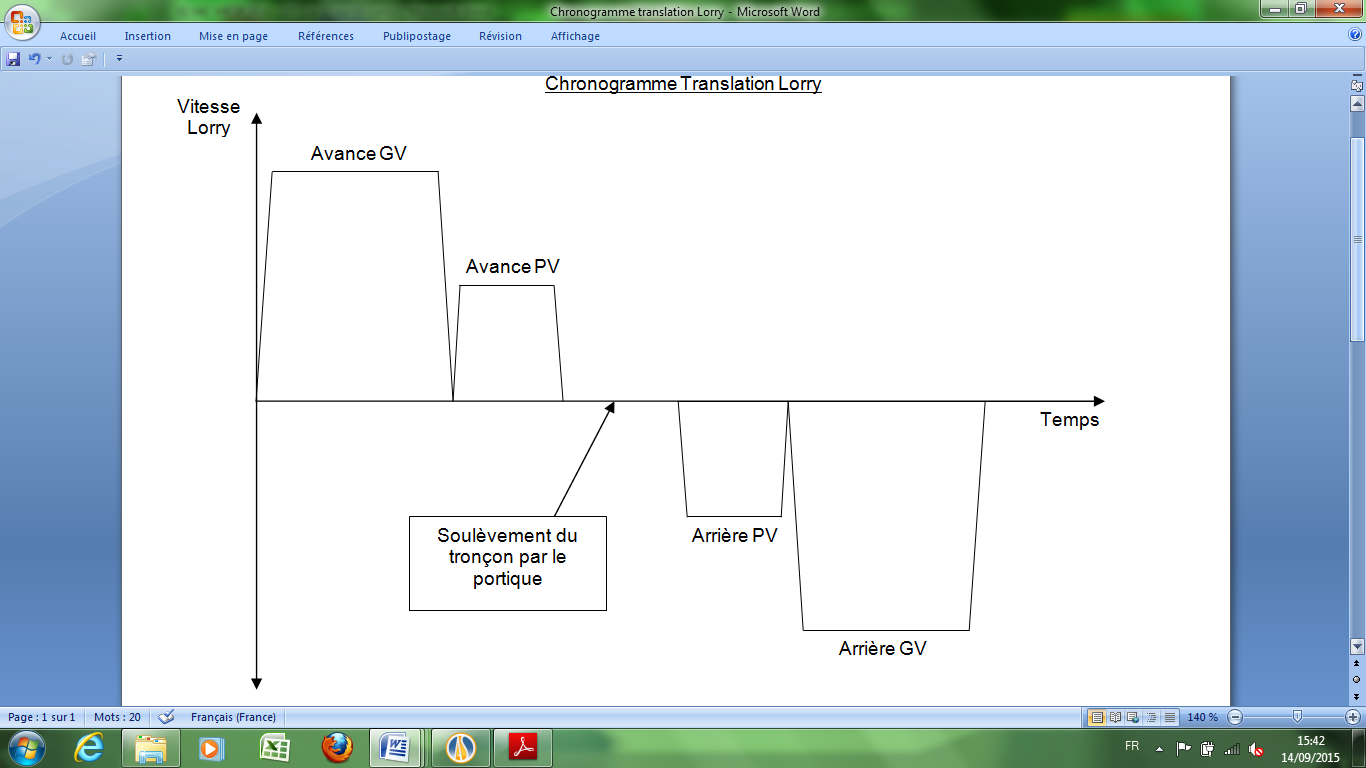 Chronogramme translation Lorry - Microsoft Word
Accueil
Insertion
Mise en page
Références
Publipostage
Révision
Affichage
Chronogramme Translation Lorry
Vitesse
Lorry
Avance GV
Avance PV
Temps
Soulèvement du
tronçon par le
portique
Arrière PV
Arrière GV
Page : 1 sur 1
Mots : 20
Français (France)
140 %
FR
15:42
14/09/2015